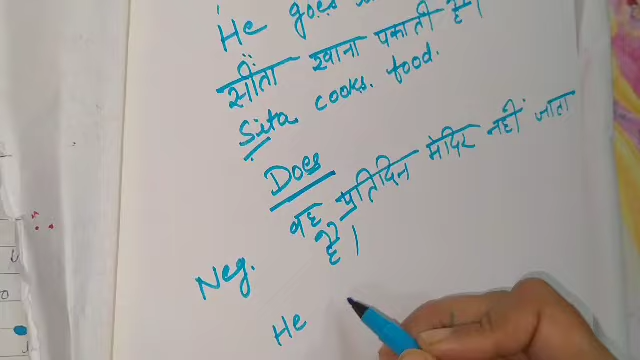 He goes
सीता खाना पकाती है।
Sita cooks food.
Does
वह प्रतिदिन मंदिर नहीं जाता
है।
Neg.
He